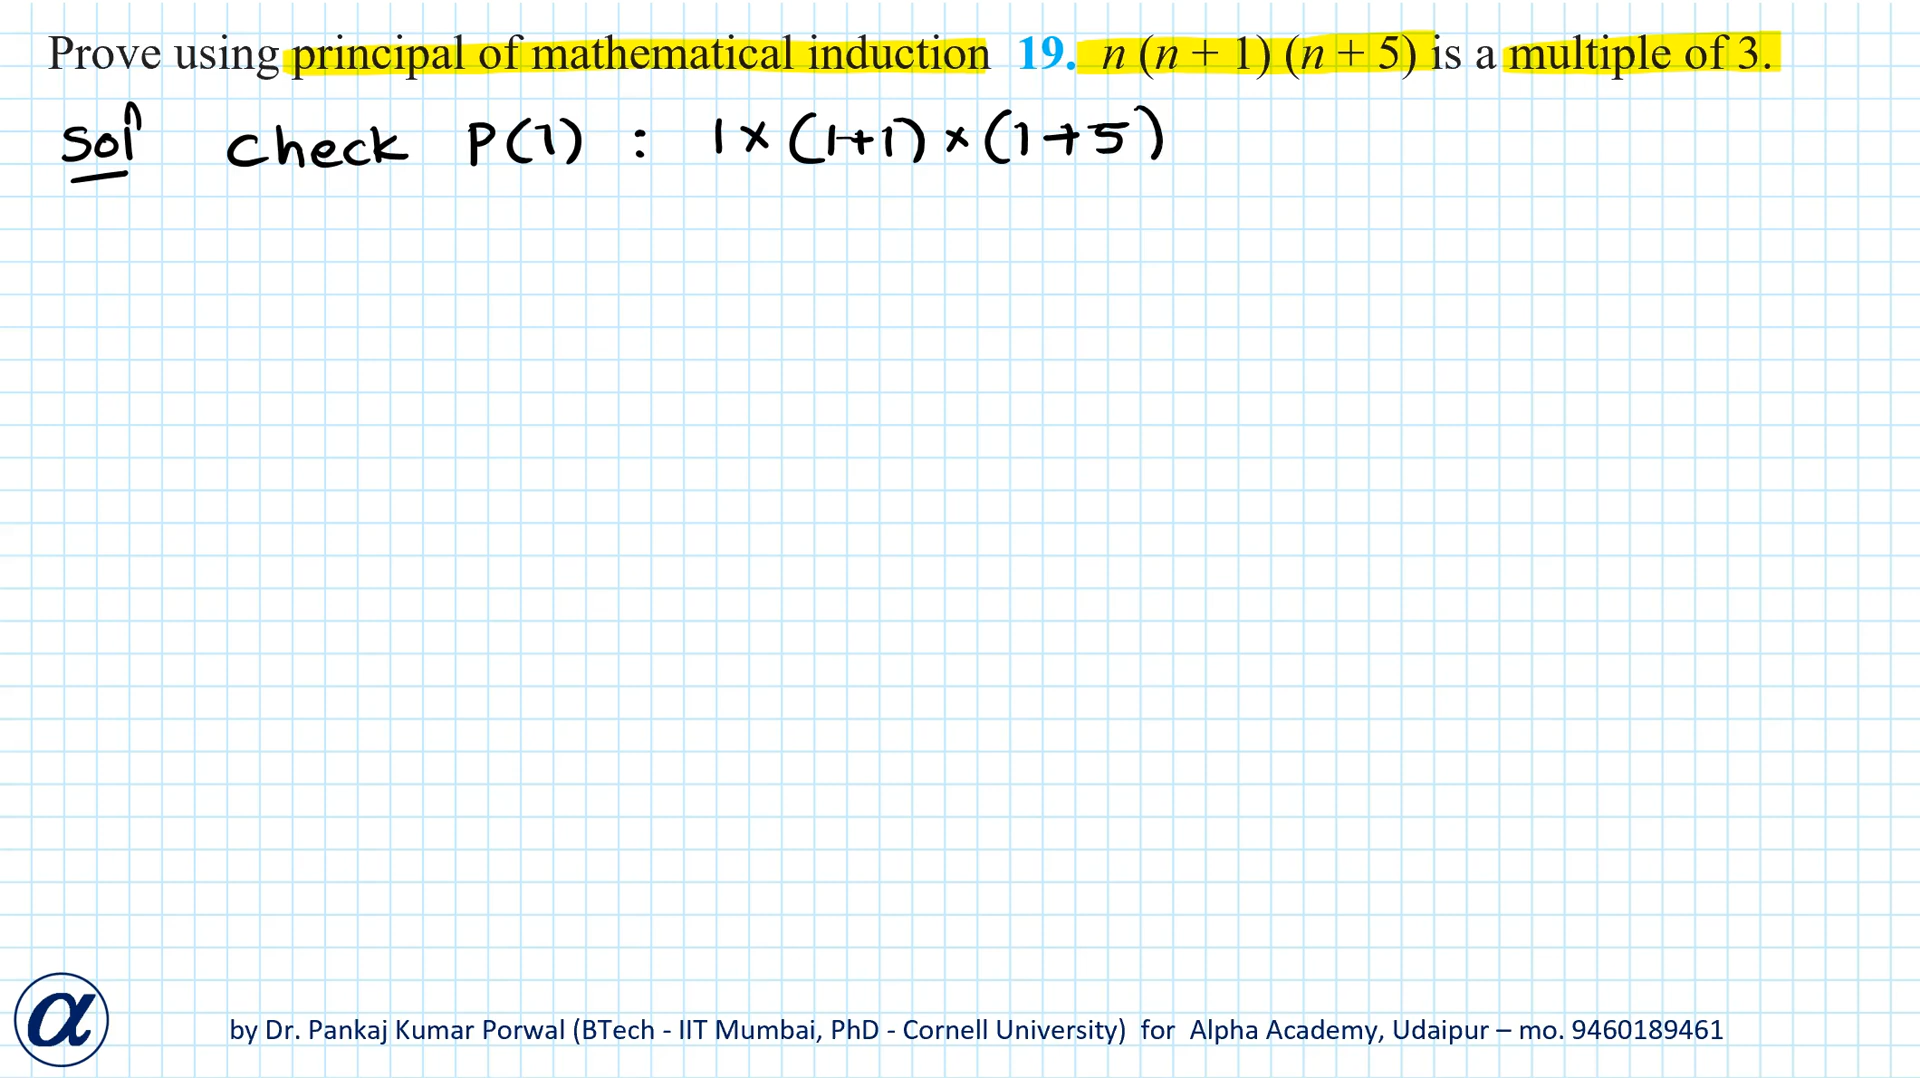 Prove using principal of mathematical induction 19. n (n + 1) (n + 5) is a multiple of 3.
Solⁿ check P(1) : 1 × (1+1) × (1+5)
α by Dr. Pankaj Kumar Porwal (BTech - IIT Mumbai, PhD - Cornell University) for Alpha Academy, Udaipur – mo. 9460189461